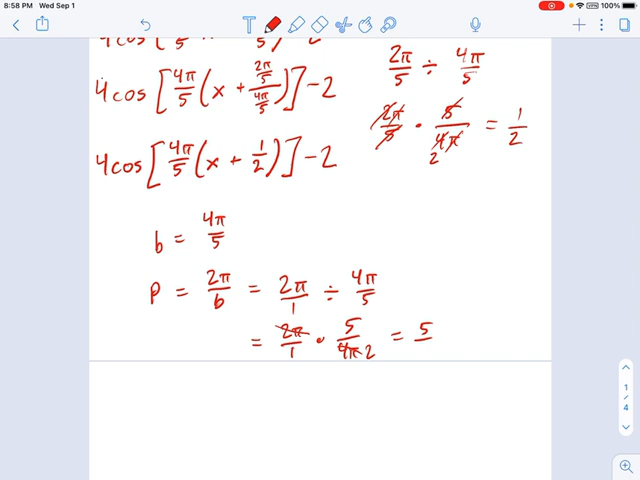 8:58 PM Wed Sep 1
VPN 100%
4cos[4π/5(x + (2π/5)/(4π/5))] - 2
2π/5 ÷ 4π/5
2π/5 · 5/4π 2 = 1/2
4cos[4π/5(x + 1/2)] - 2
b = 4π/5
P = 2π/b = 2π/1 ÷ 4π/5
= 2π/1 · 5/4π 2 = 5/
1/4